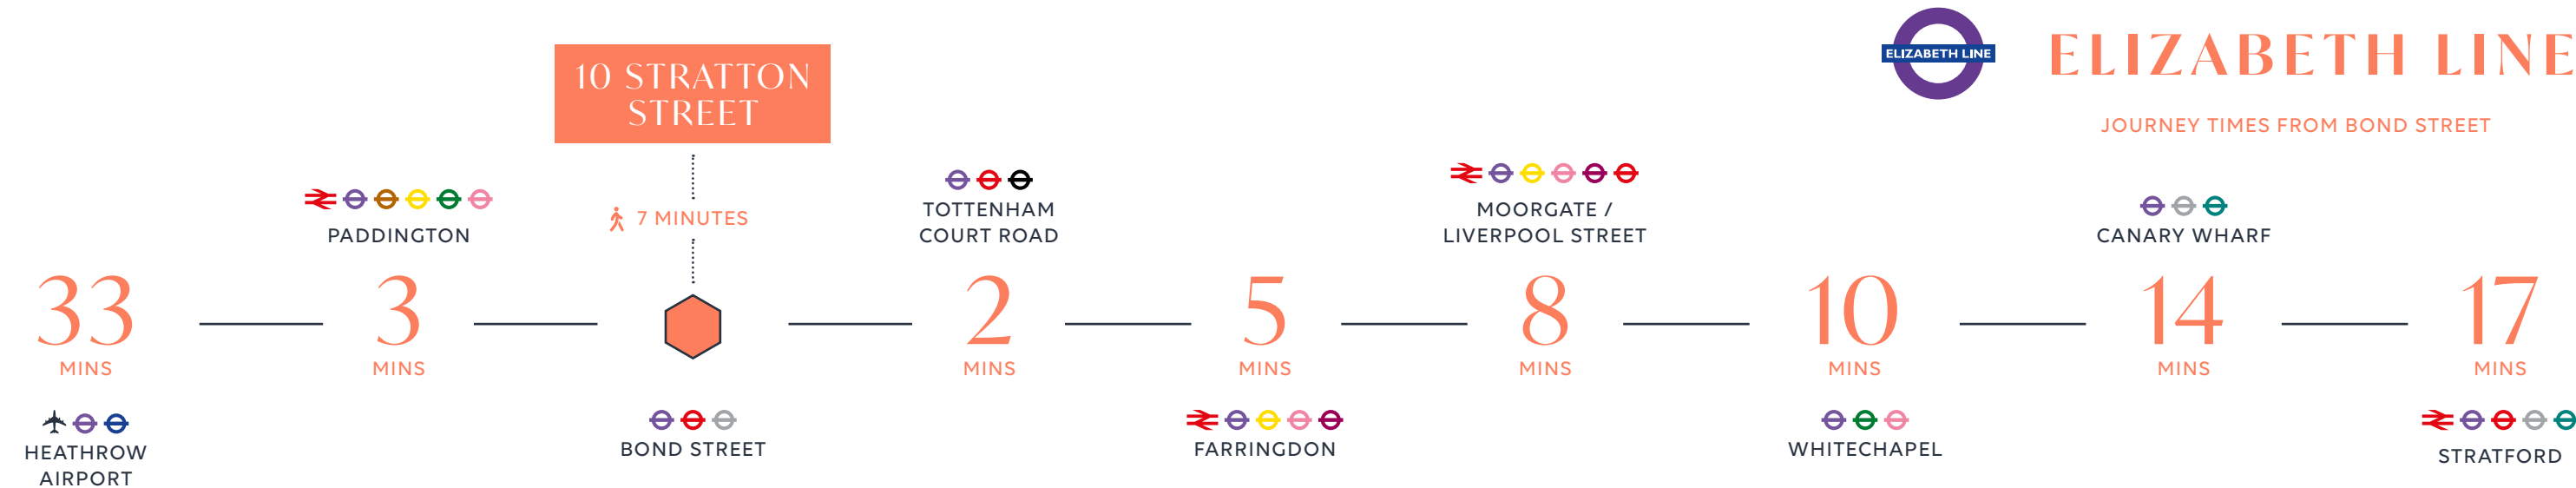 ELIZABETH LINE
ELIZABETH LINE
JOURNEY TIMES FROM BOND STREET
10 STRATTON
STREET
7 MINUTES
33
MINS
HEATHROW
AIRPORT
PADDINGTON
3
MINS
BOND STREET
TOTTENHAM
COURT ROAD
2
MINS
5
MINS
FARRINGDON
MOORGATE /
LIVERPOOL STREET
8
MINS
10
MINS
WHITECHAPEL
CANARY WHARF
14
MINS
17
MINS
STRATFORD